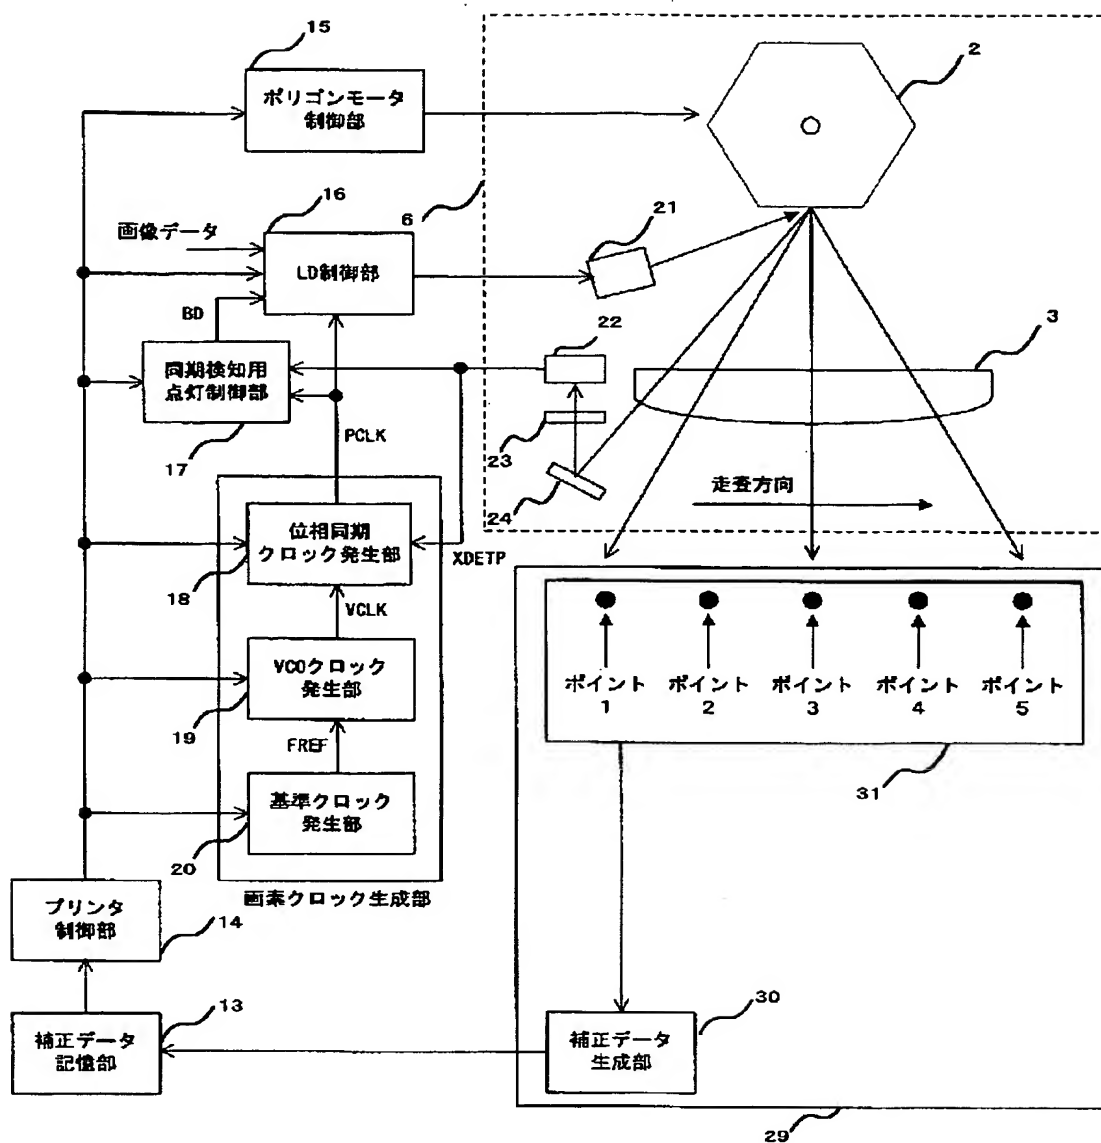 15
2
ポリゴンモータ
制御部
16
6
21
画像データ
LD制御部
BD
22
3
同期検知用
点灯制御部
PCLK
23
17
24
走査方向
位相同期
クロック発生部
XDETP
18
VCLK
VCOクロック
発生部
19
FREF
基準クロック
発生部
20
画素クロック生成部
ポイント
1
ポイント
2
ポイント
3
ポイント
4
ポイント
5
31
プリンタ
制御部
14
13
補正データ
記憶部
30
補正データ
生成部
29